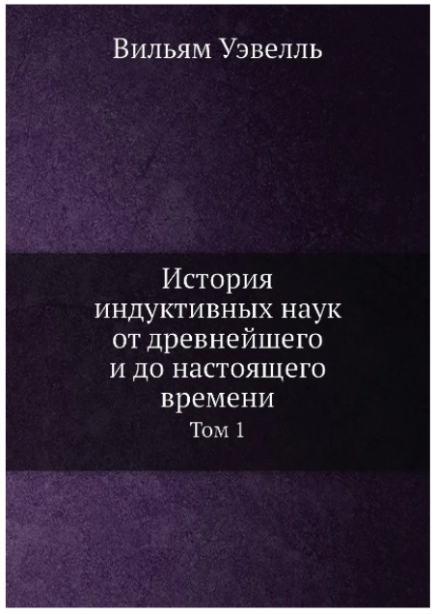 Вильям Уэвелль
История
индуктивных наук
от древнейшего
и до настоящего
времени
Том 1